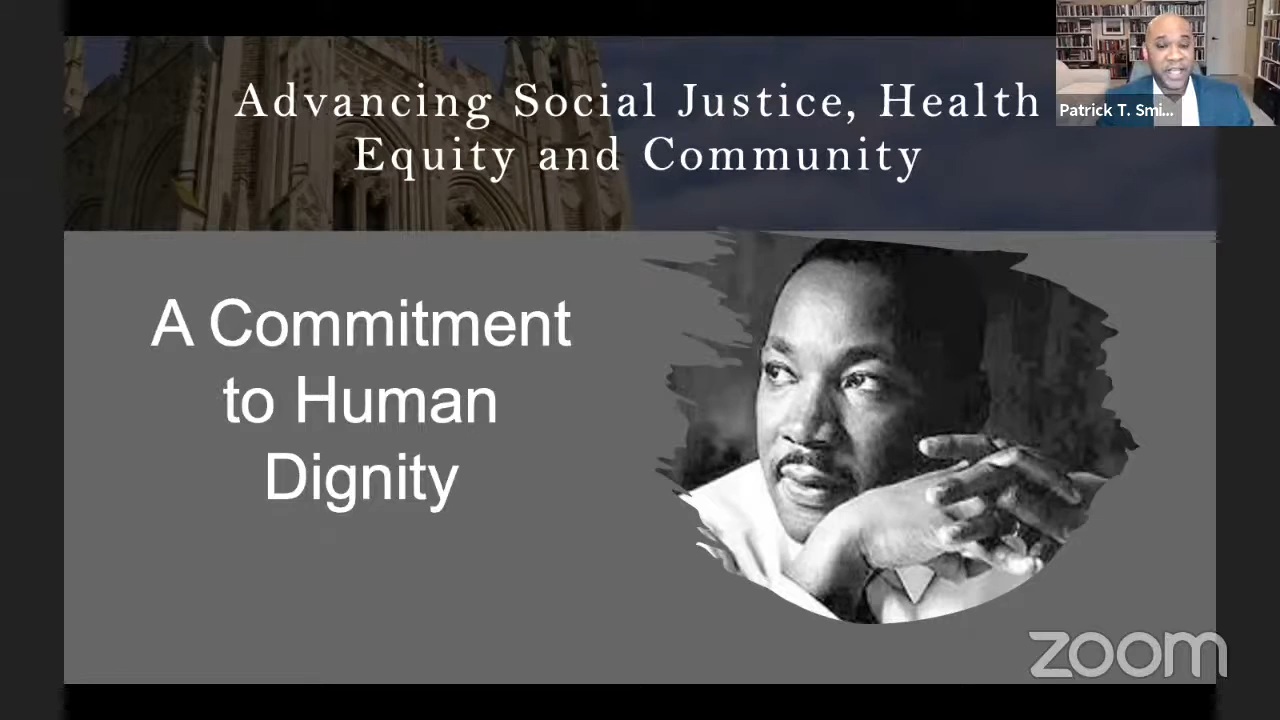 Advancing Social Justice, Health
Equity and Community
Patrick T. Smi...
A Commitment
to Human
Dignity
zoom